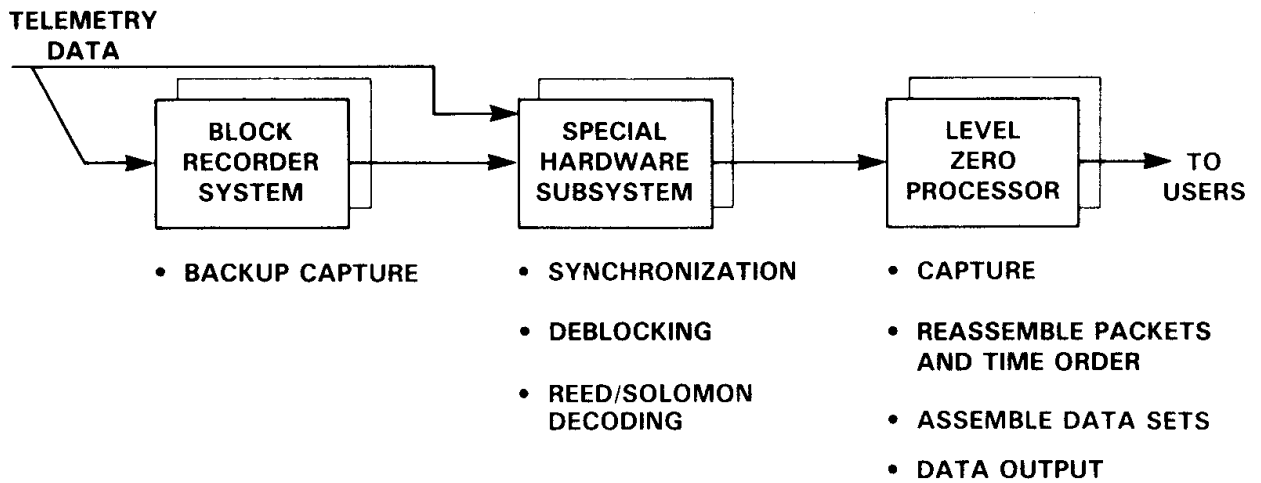 TELEMETRY
DATA
BLOCK
RECORDER
SYSTEM
SPECIAL
HARDWARE
SUBSYSTEM
LEVEL
ZERO
PROCESSOR
TO
USERS
• BACKUP CAPTURE
• SYNCHRONIZATION
• DEBLOCKING
• REED/SOLOMON
DECODING
• CAPTURE
• REASSEMBLE PACKETS
AND TIME ORDER
• ASSEMBLE DATA SETS
• DATA OUTPUT